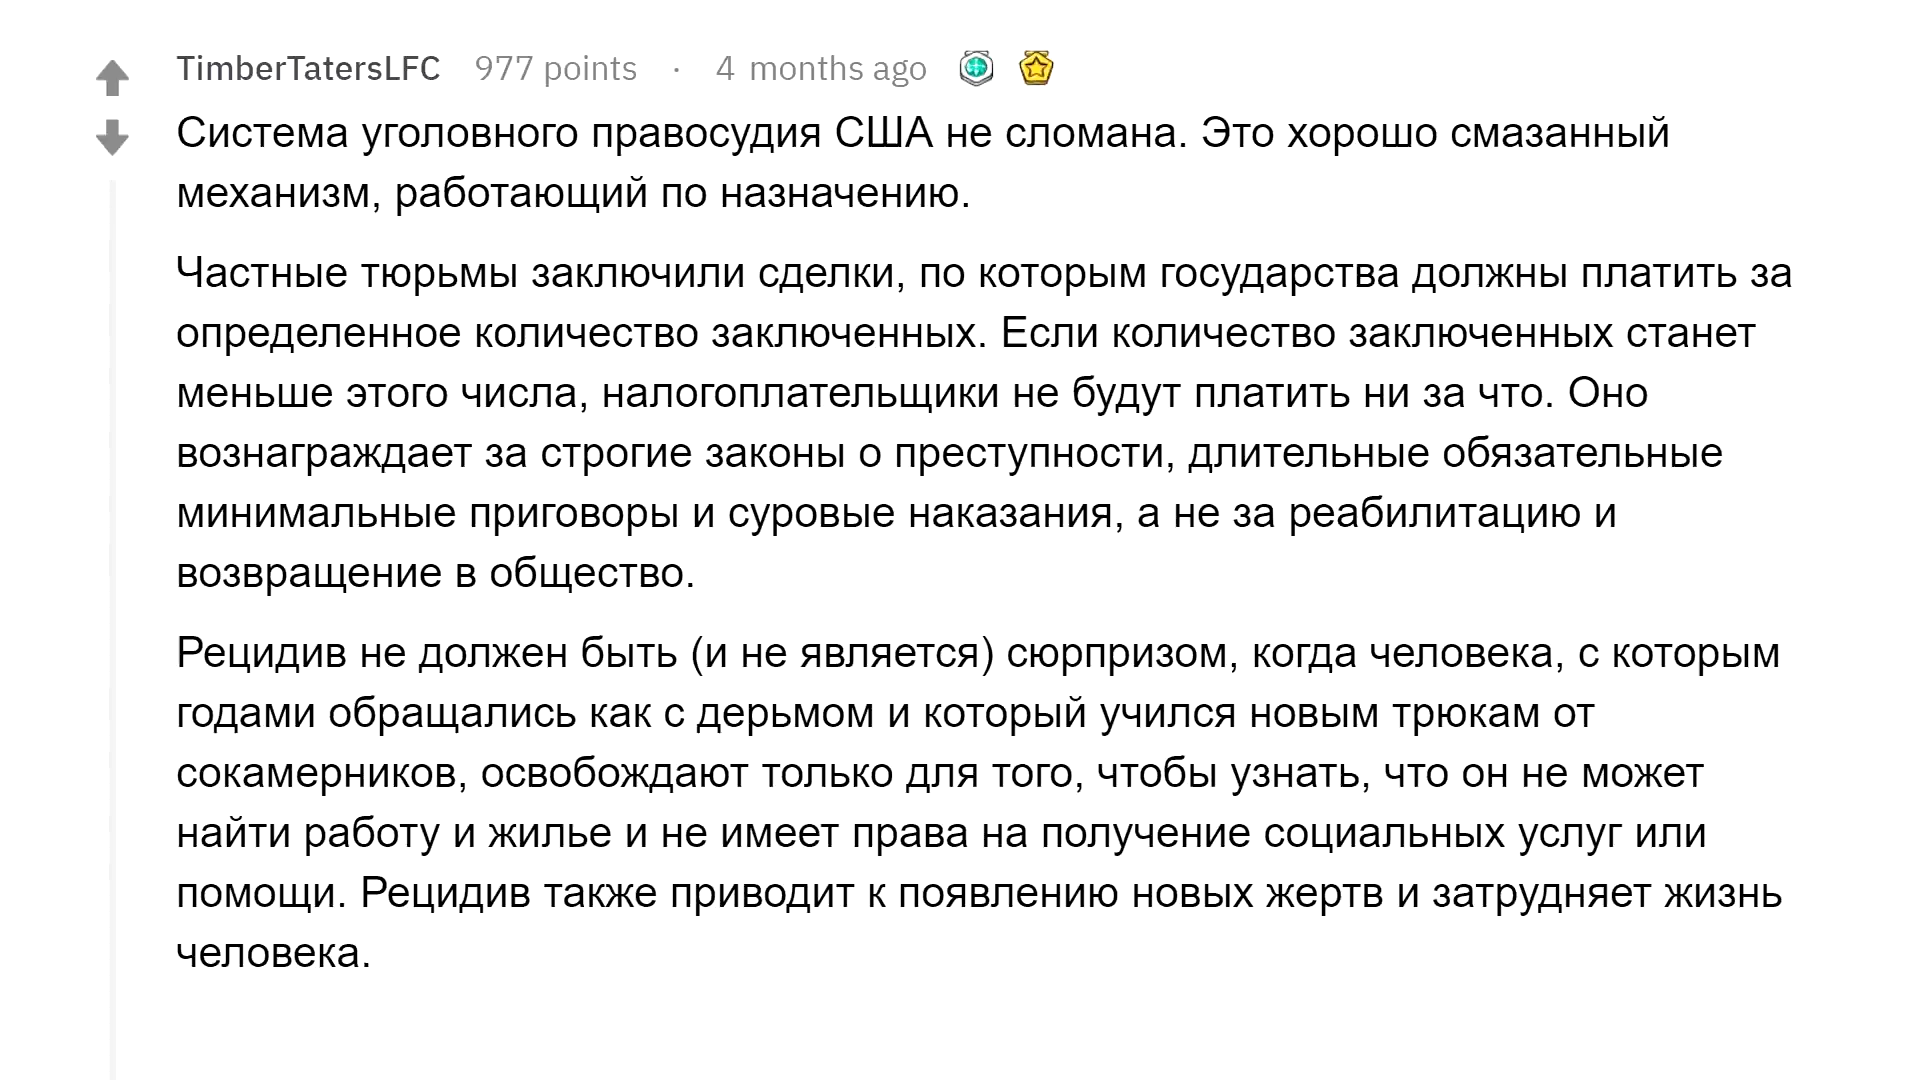 TimberTatersLFC 977 points · 4 months ago
Система уголовного правосудия США не сломана. Это хорошо смазанный
механизм, работающий по назначению.
Частные тюрьмы заключили сделки, по которым государства должны платить за
определенное количество заключенных. Если количество заключенных станет
меньше этого числа, налогоплательщики не будут платить ни за что. Оно
вознаграждает за строгие законы о преступности, длительные обязательные
минимальные приговоры и суровые наказания, а не за реабилитацию и
возвращение в общество.
Рецидив не должен быть (и не является) сюрпризом, когда человека, с которым
годами обращались как с дерьмом и который учился новым трюкам от
сокамерников, освобождают только для того, чтобы узнать, что он не может
найти работу и жилье и не имеет права на получение социальных услуг или
помощи. Рецидив также приводит к появлению новых жертв и затрудняет жизнь
человека.